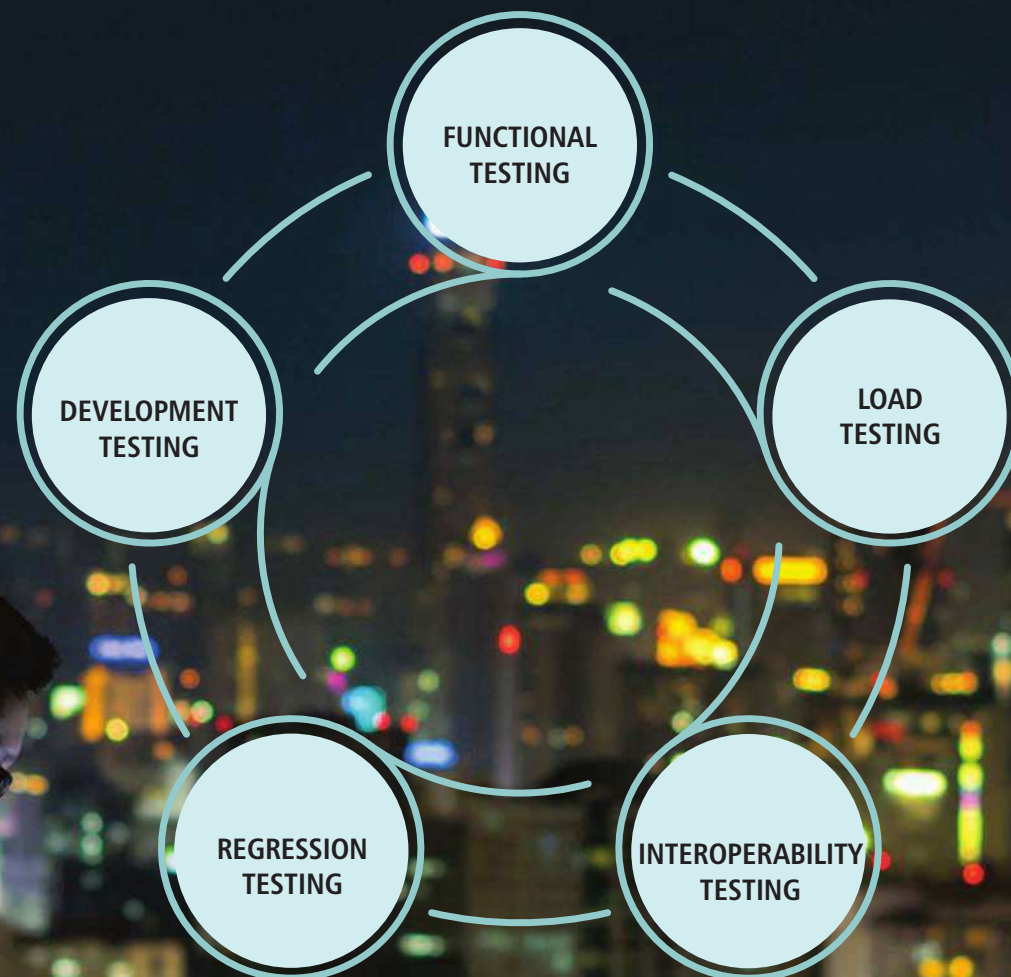 FUNCTIONAL
TESTING
DEVELOPMENT
TESTING
LOAD
TESTING
REGRESSION
TESTING
INTEROPERABILITY
TESTING